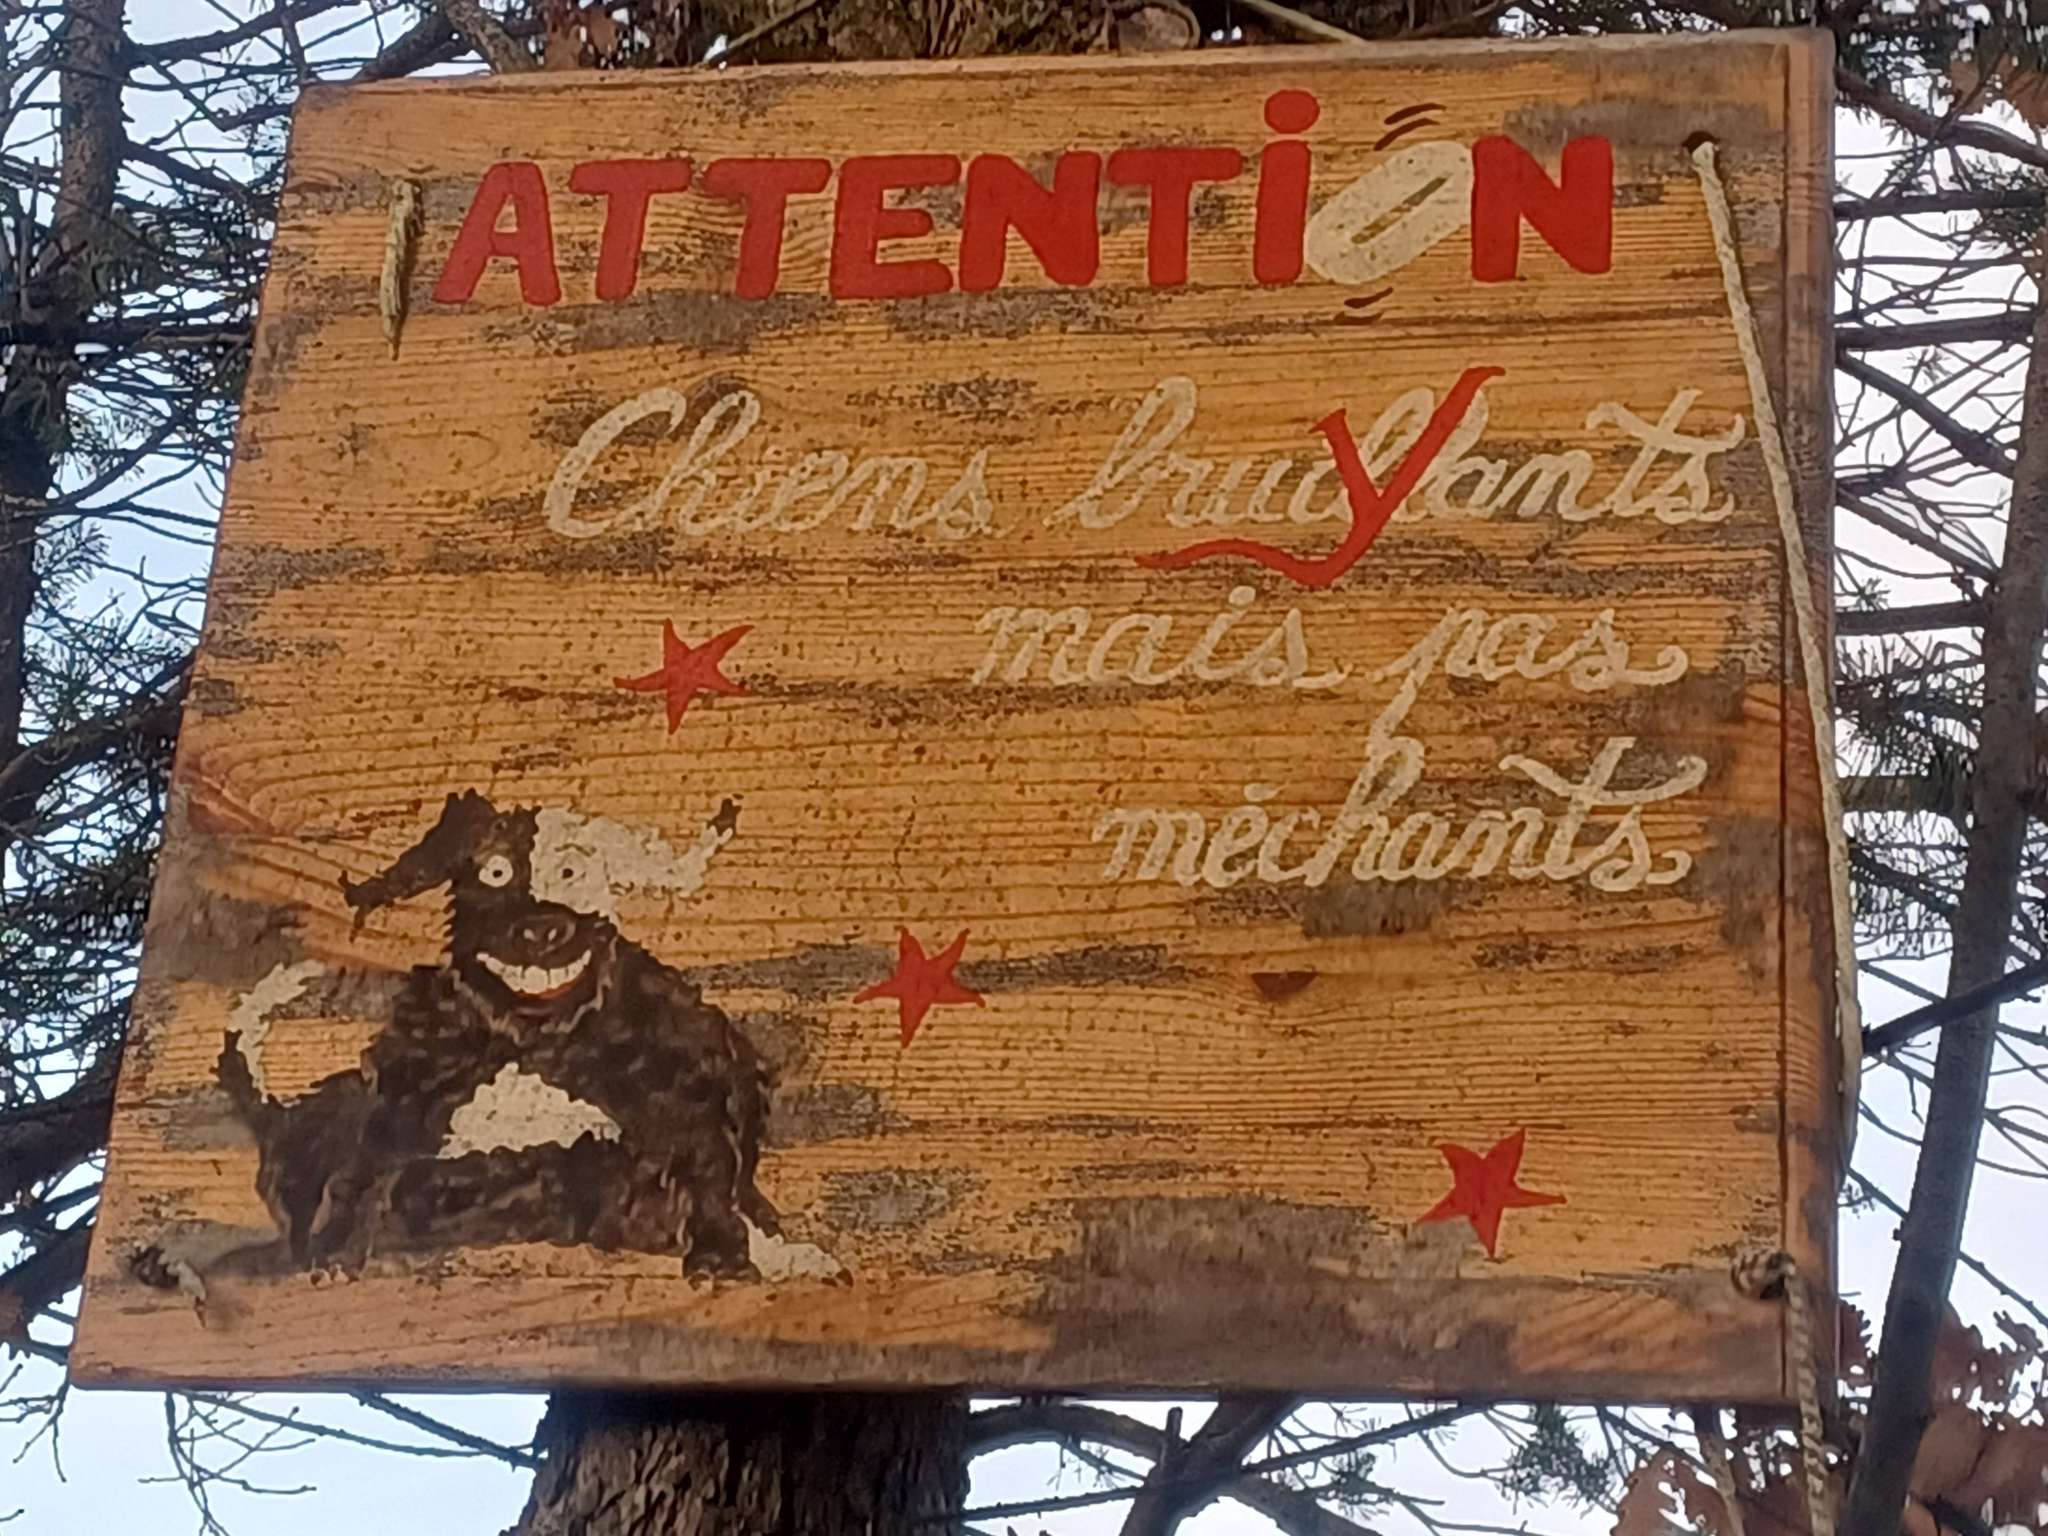 ATTENTiON
Chiens bruyants
mais pas
méchants